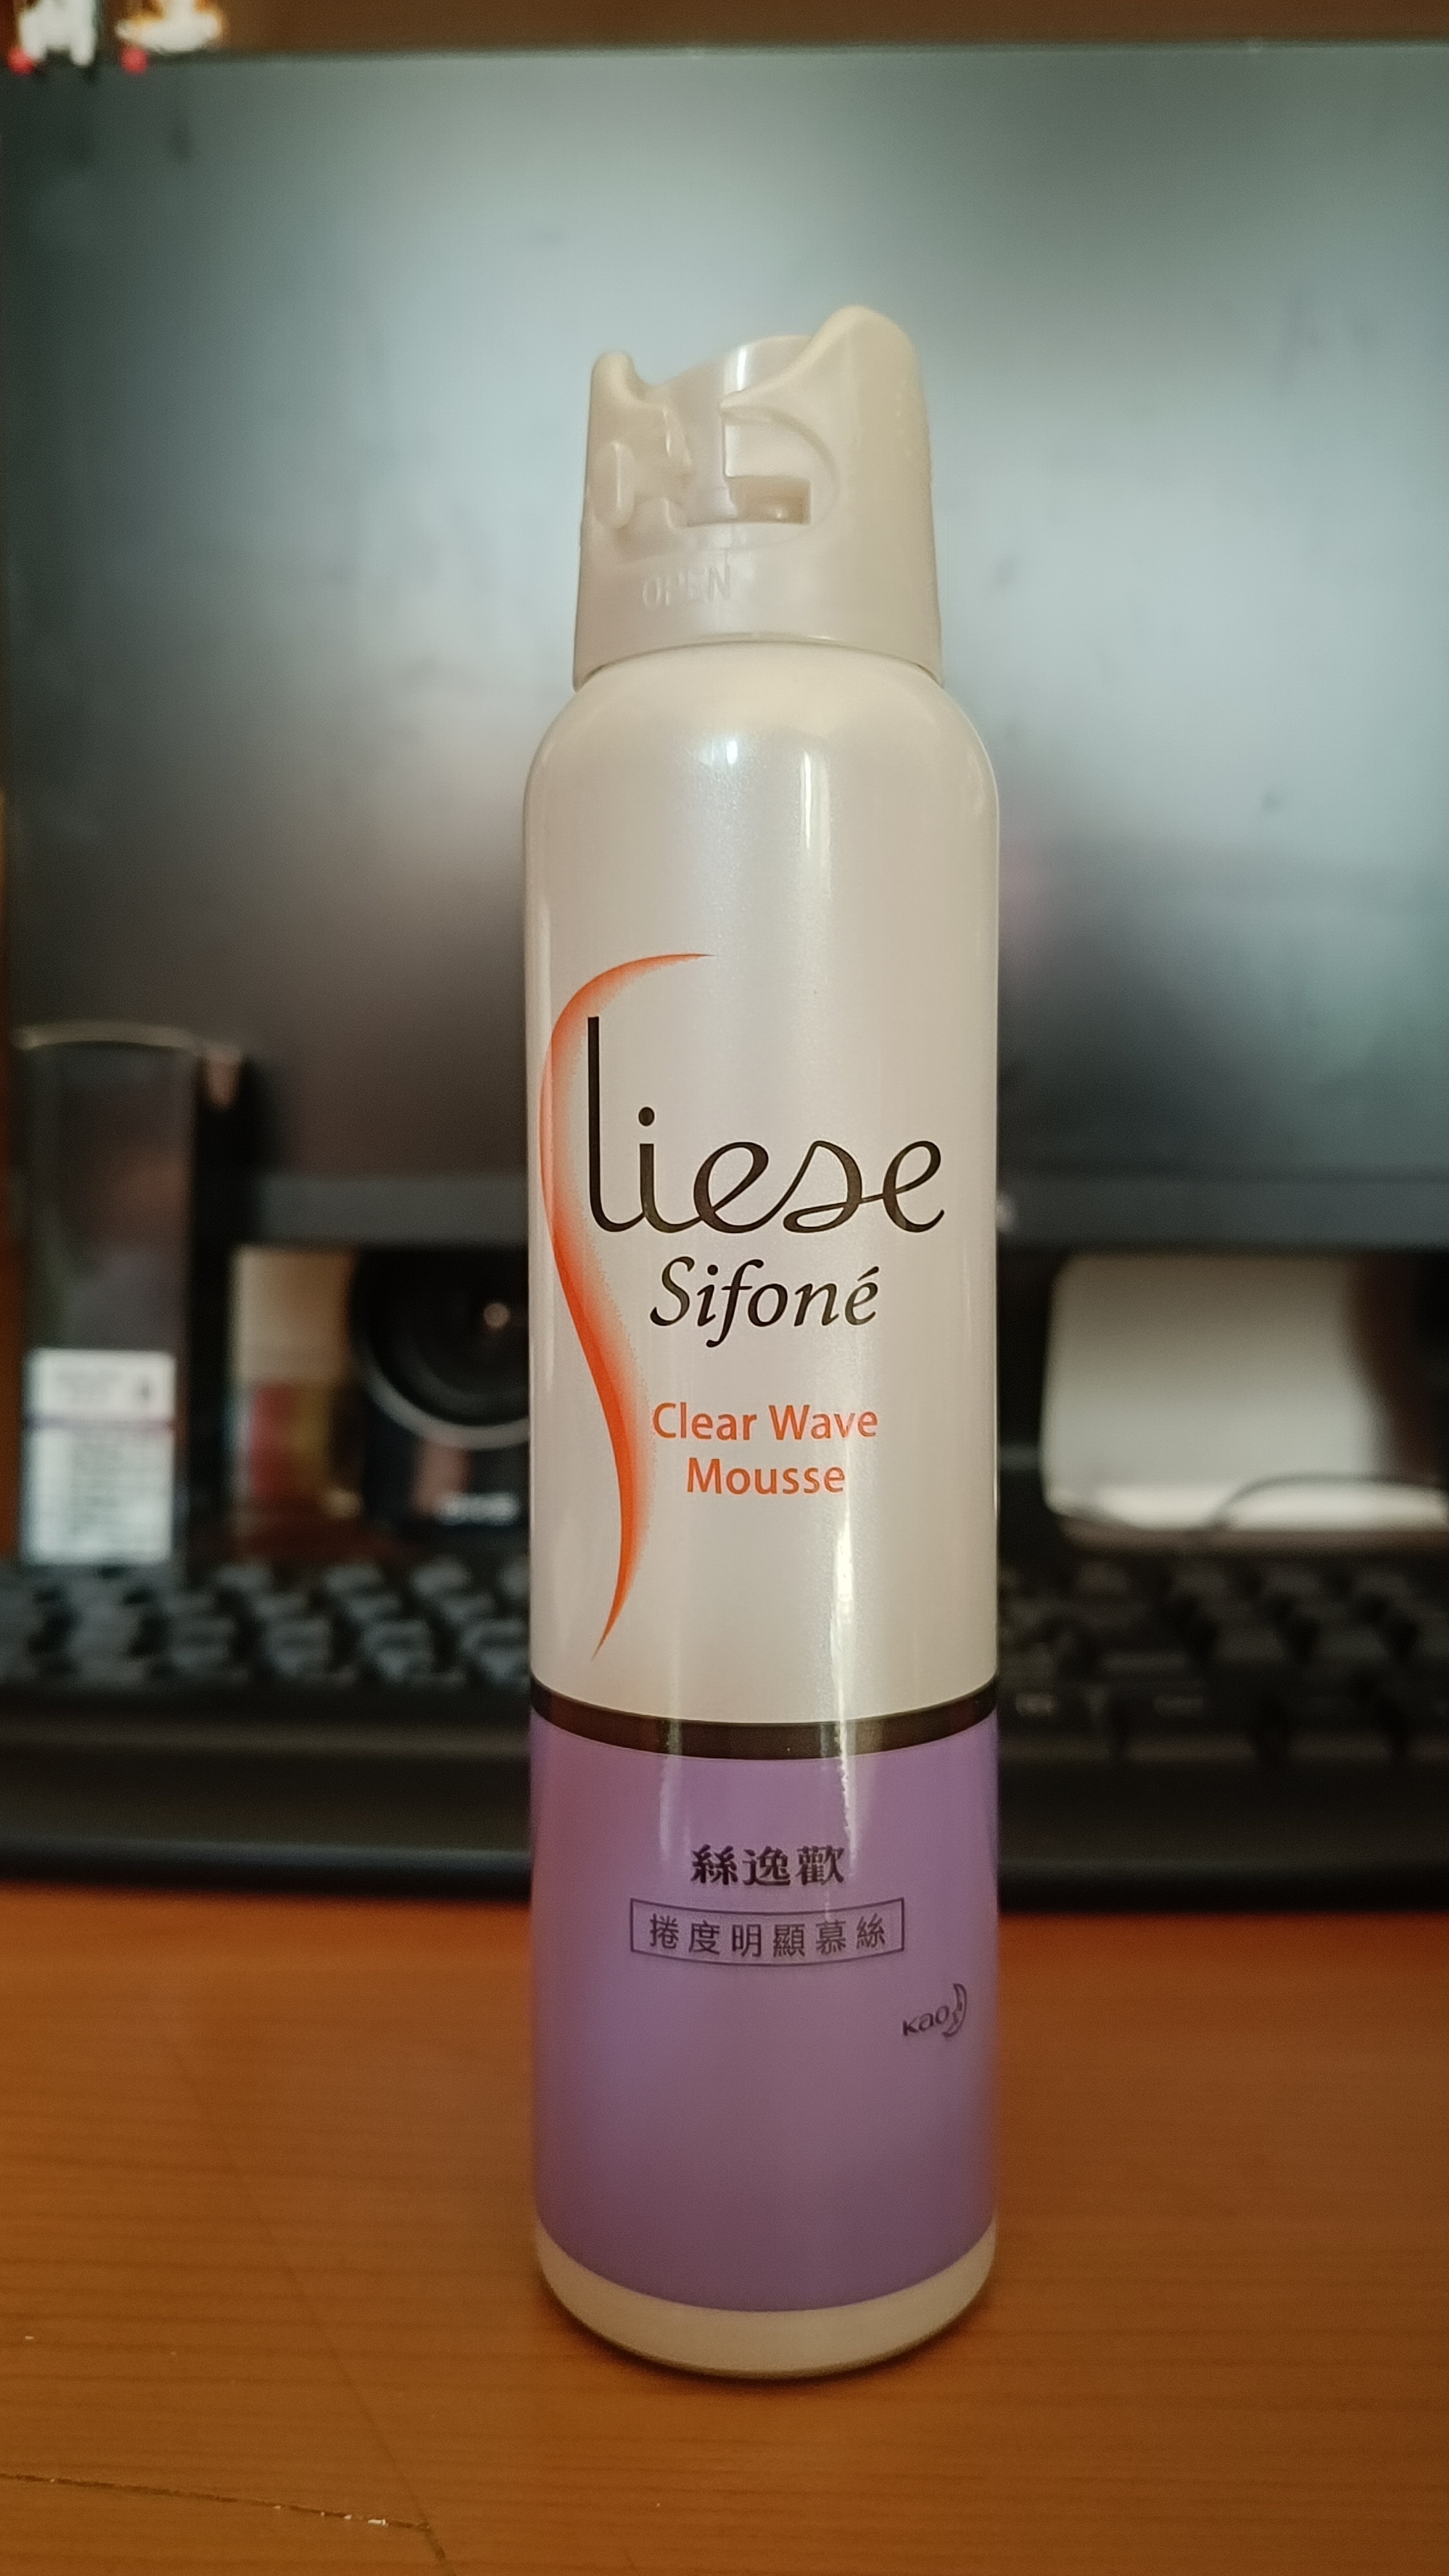 OPEN
liese
Sifoné
Clear Wave
Mousse
絲逸歡
捲度明顯慕絲
Kao